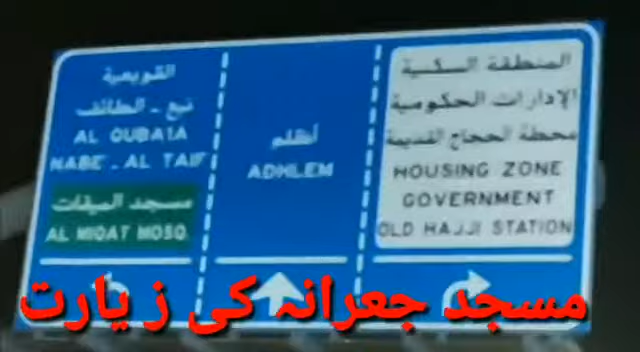 القويعية
نبع - الطائف
AL QUBAIA
NABE - AL TAIF
مسجد الميقات
AL MIQAT MOSQ.
أظلم
ADHLEM
المنطقة السكنية
الإدارات الحكومية
محطة الحجاج القديمة
HOUSING ZONE
GOVERNMENT
OLD HAJJI STATION
مسجد جعرانہ کی زیارت